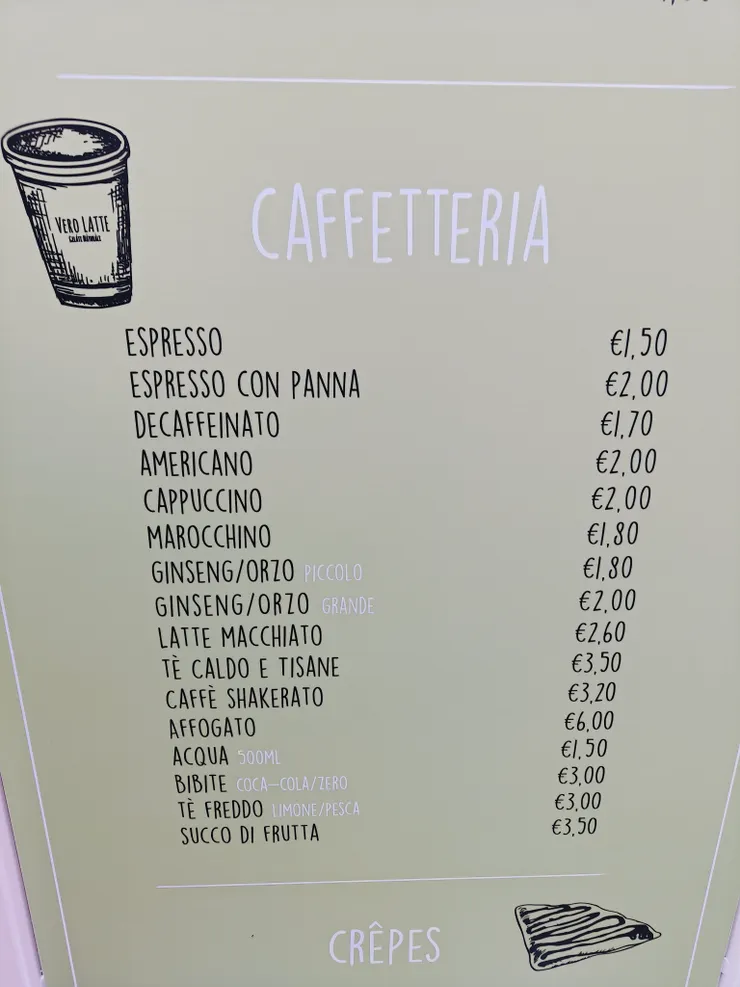 CAFFETTERIA
VERO LATTE
ESPRESSO €1,50
ESPRESSO CON PANNA €2,00
DECAFFEINATO €1,70
AMERICANO €2,00
CAPPUCCINO €2,00
MAROCCHINO €1,80
GINSENG/ORZO PICCOLO €1,80
GINSENG/ORZO GRANDE €2,00
LATTE MACCHIATO €2,60
TÈ CALDO E TISANE €3,50
CAFFÈ SHAKERATO €3,20
AFFOGATO €6,00
ACQUA 500ML €1,50
BIBITE COCA-COLA/ZERO €3,00
TÈ FREDDO LIMONE/PESCA €3,00
SUCCO DI FRUTTA €3,50
CRÊPES